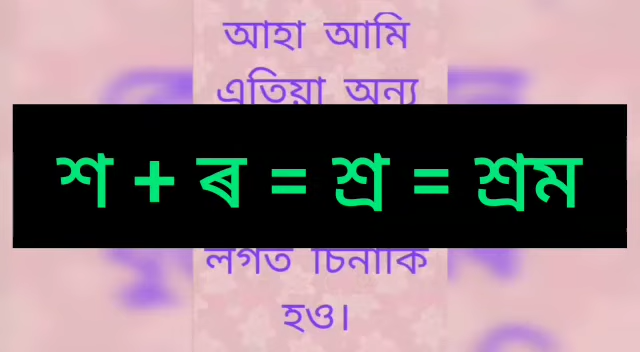 আহা আমি
এতিয়া অন্য
শ + ৰ = শ্ৰ = শ্ৰম
লগত চিনাকি
হও।